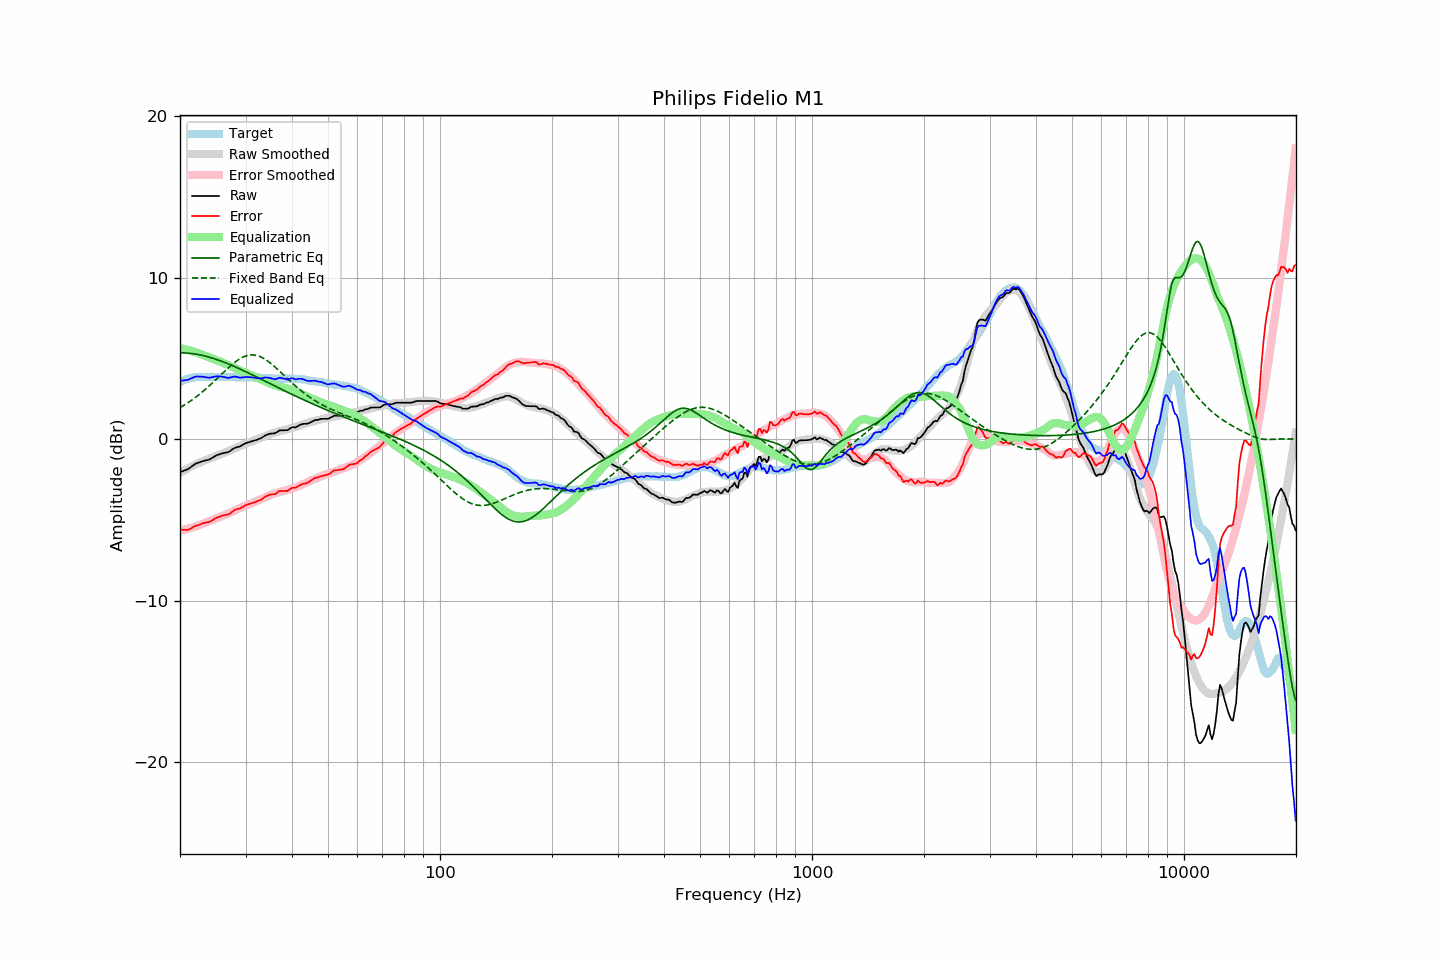 Philips Fidelio M1
20
10
0
−10
−20
Amplitude (dBr)
Target
Raw Smoothed
Error Smoothed
Raw
Error
Equalization
Parametric Eq
Fixed Band Eq
Equalized
100
1000
10000
Frequency (Hz)